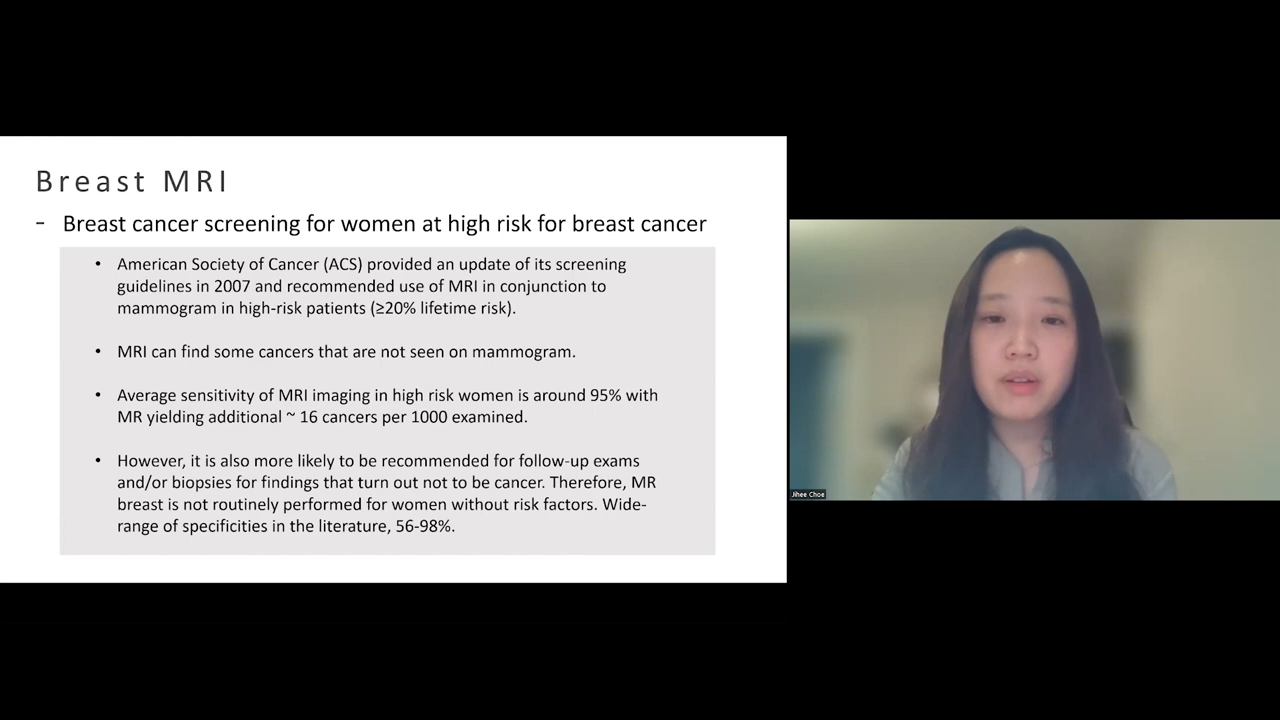 Breast MRI
- Breast cancer screening for women at high risk for breast cancer
• American Society of Cancer (ACS) provided an update of its screening
guidelines in 2007 and recommended use of MRI in conjunction to
mammogram in high-risk patients (≥20% lifetime risk).
• MRI can find some cancers that are not seen on mammogram.
• Average sensitivity of MRI imaging in high risk women is around 95% with
MR yielding additional ~ 16 cancers per 1000 examined.
• However, it is also more likely to be recommended for follow-up exams
and/or biopsies for findings that turn out not to be cancer. Therefore, MR
breast is not routinely performed for women without risk factors. Wide-
range of specificities in the literature, 56-98%.
Jihee Choe